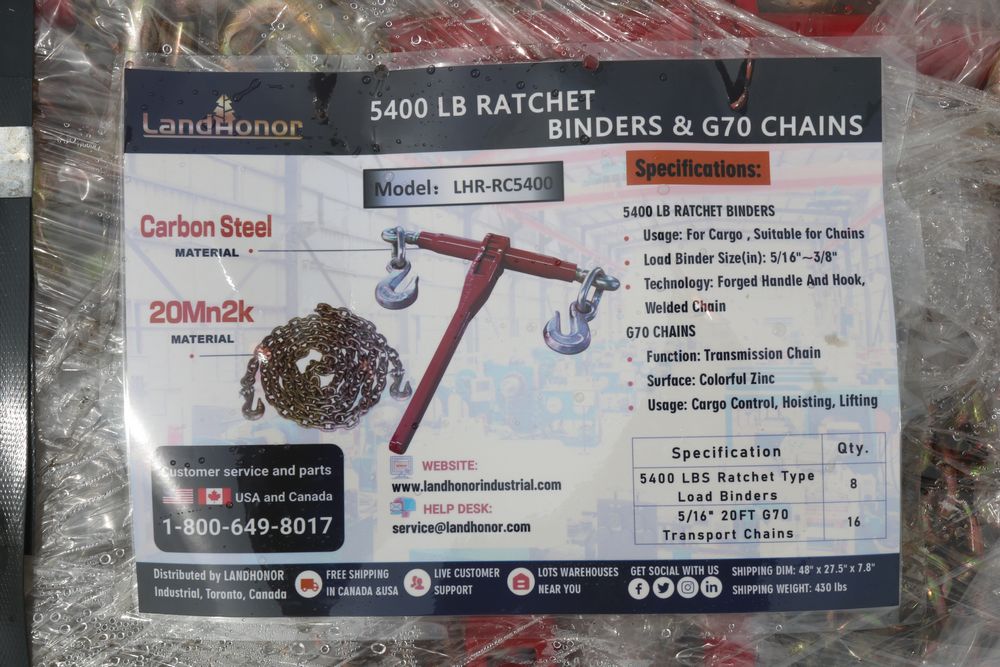 LandHonor
5400 LB RATCHET
BINDERS & G70 CHAINS
Model: LHR-RC5400
Specifications:
Carbon Steel
MATERIAL
20Mn2k
MATERIAL
5400 LB RATCHET BINDERS
• Usage: For Cargo , Suitable for Chains
• Load Binder Size(in): 5/16"~3/8"
• Technology: Forged Handle And Hook,
Welded Chain
G70 CHAINS
• Function: Transmission Chain
• Surface: Colorful Zinc
• Usage: Cargo Control, Hoisting, Lifting
Specification Qty.
5400 LBS Ratchet Type
Load Binders 8
5/16" 20FT G70
Transport Chains 16
Customer service and parts
USA and Canada
1-800-649-8017
WEBSITE:
www.landhonorindustrial.com
HELP DESK:
service@landhonor.com
Distributed by LANDHONOR
Industrial, Toronto, Canada
FREE SHIPPING
IN CANADA &USA
LIVE CUSTOMER
SUPPORT
LOTS WAREHOUSES
NEAR YOU
GET SOCIAL WITH US
SHIPPING DIM: 48" x 27.5" x 7.8"
SHIPPING WEIGHT: 430 lbs